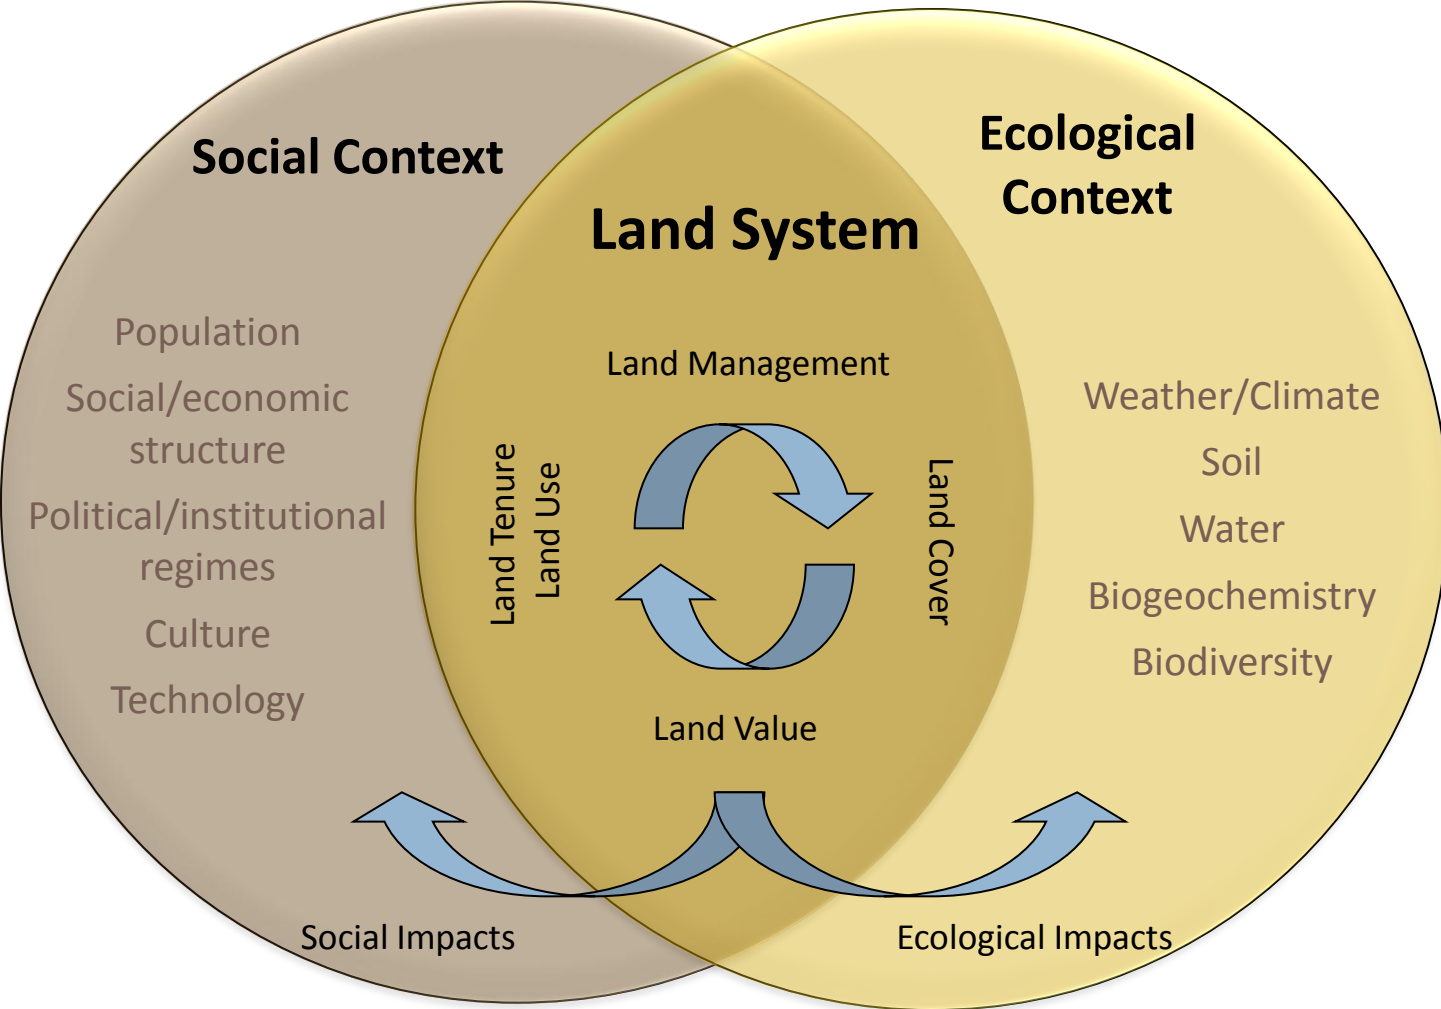 Social Context
Ecological
Context
Land System
Population
Social/economic
structure
Political/institutional
regimes
Culture
Technology
Land Management
Land Tenure
Land Use
Land Cover
Land Value
Weather/Climate
Soil
Water
Biogeochemistry
Biodiversity
Social Impacts
Ecological Impacts